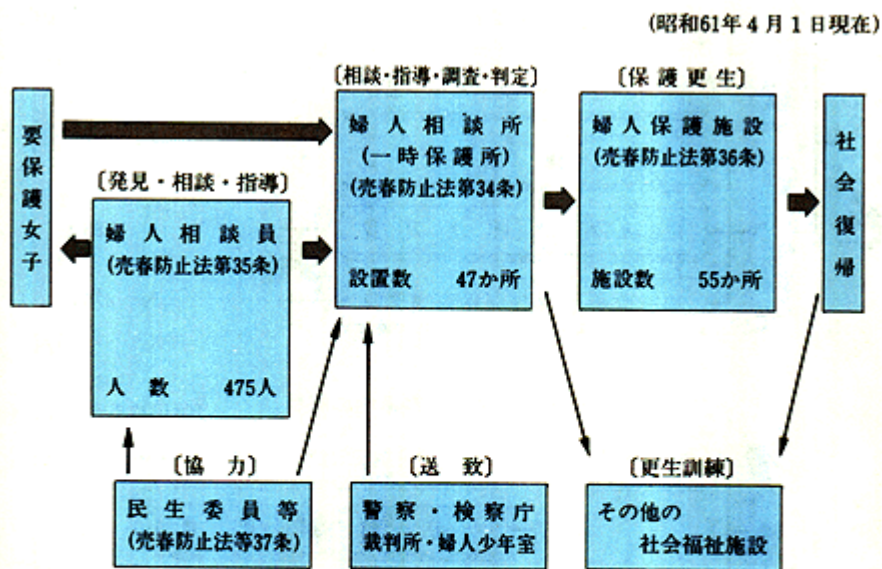 (昭和61年4月1日現在)
〔相談・指導・調査・判定〕
〔保護更生〕
要保護女子
婦人相談所
(一時保護所)
(売春防止法第34条)
設置数 47か所
婦人保護施設
(売春防止法第36条)
施設数 55か所
社会復帰
〔発見・相談・指導〕
婦人相談員
(売春防止法第35条)
人数 475人
〔協力〕
〔送致〕
〔更生訓練〕
民生委員等
(売春防止法等37条)
警察・検察庁
裁判所・婦人少年室
その他の
社会福祉施設